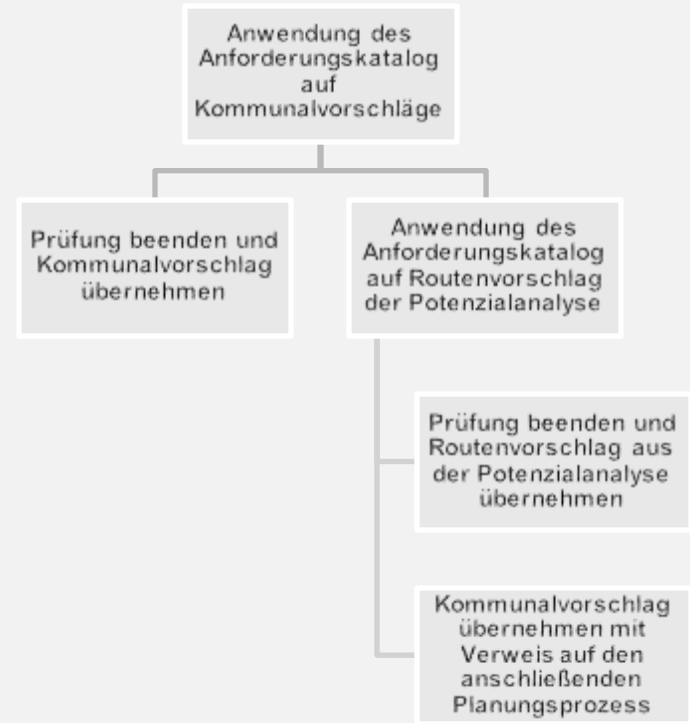 Anwendung des
Anforderungskatalog
auf
Kommunalvorschläge
Prüfung beenden und
Kommunalvorschlag
übernehmen
Anwendung des
Anforderungskatalog
auf Routenvorschlag
der Potenzialanalyse
Prüfung beenden und
Routenvorschlag aus
der Potenzialanalyse
übernehmen
Kommunalvorschlag
übernehmen mit
Verweis auf den
anschließenden
Planungsprozess